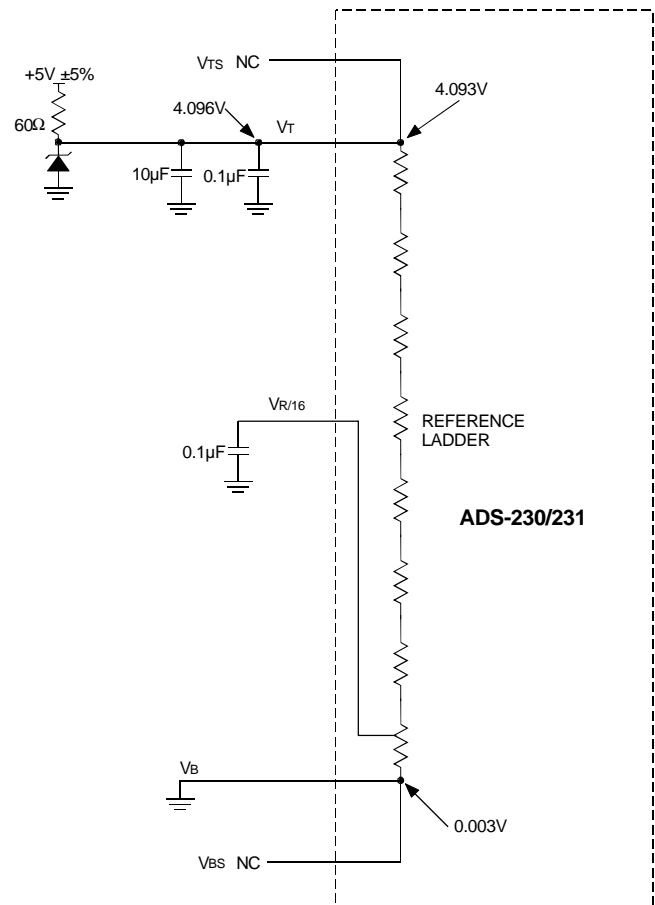 VTS NC
+5V ±5%
4.093V
4.096V
VT
60Ω
10µF
0.1µF
VR/16
0.1µF
REFERENCE
LADDER
ADS-230/231
VB
0.003V
VBS NC